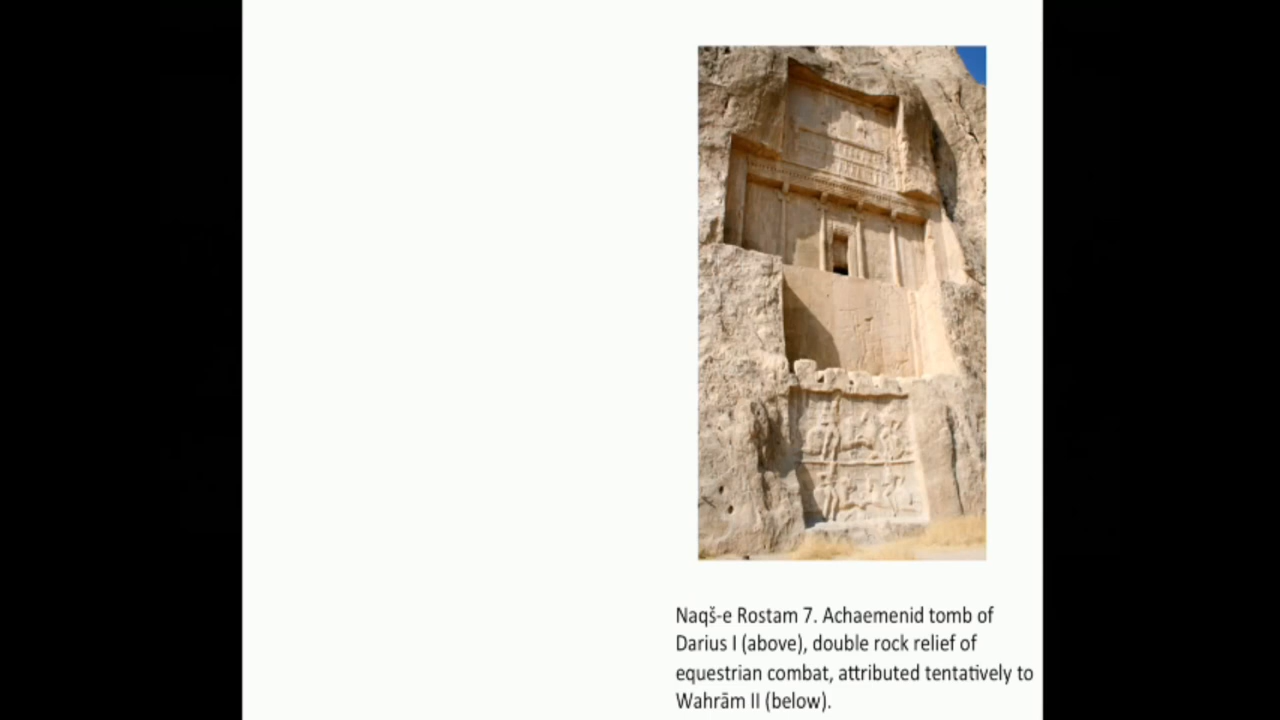 Naqš-e Rostam 7. Achaemenid tomb of
Darius I (above), double rock relief of
equestrian combat, attributed tentatively to
Wahrām II (below).